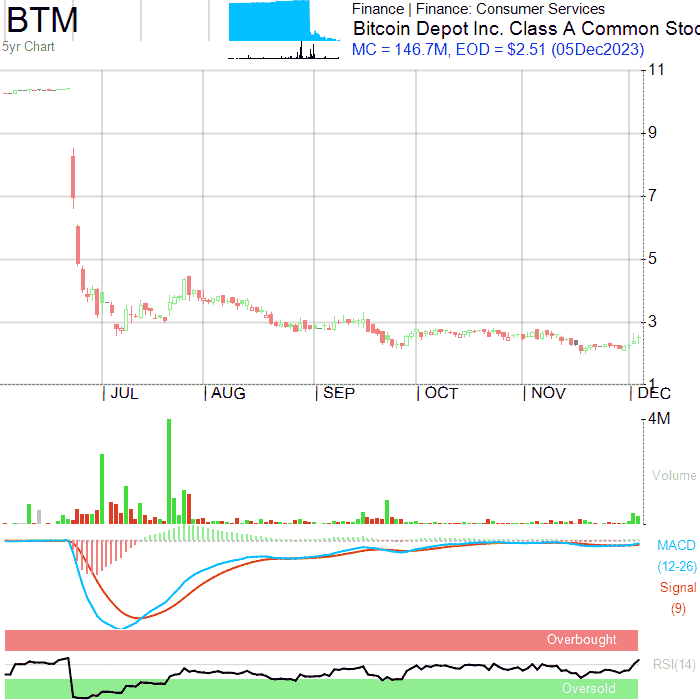 BTM
5yr Chart
Finance | Finance: Consumer Services
Bitcoin Depot Inc. Class A Common Stoc
MC = 146.7M, EOD = $2.51 (05Dec2023)
11
9
7
5
3
1
JUL AUG SEP OCT NOV DEC
4M
Volume
MACD
(12-26)
Signal
(9)
Overbought
RSI(14)
Oversold